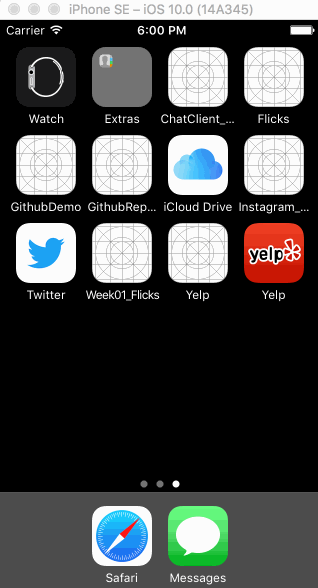 iPhone SE – iOS 10.0 (14A345)
Carrier 6:00 PM
Watch Extras ChatClient_... Flicks
GithubDemo GithubRep... iCloud Drive Instagram_...
yelp
Twitter Week01_Flicks Yelp Yelp
Safari Messages